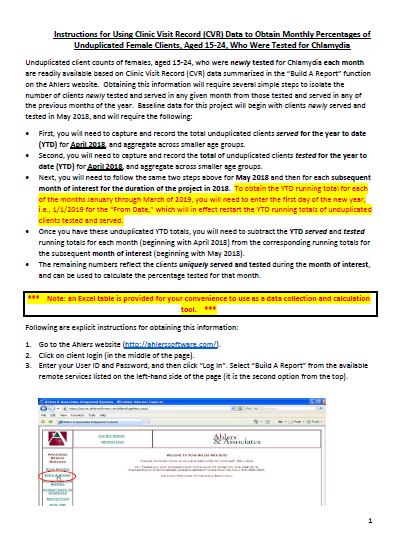 Instructions for Using Clinic Visit Record (CVR) Data to Obtain Monthly Percentages of
Unduplicated Female Clients, Aged 15-24, Who Were Tested for Chlamydia
Unduplicated client counts of females, aged 15-24, who were newly tested for Chlamydia each month
are readily available based on Clinic Visit Record (CVR) data summarized in the "Build A Report" function
on the Ahlers website. Obtaining this information will require several simple steps to isolate the
number of clients newly tested and served in any given month from those tested and served in any of
the previous months of the year. Baseline data for this project will begin with clients newly served and
tested in May 2018, and will require the following:
• First, you will need to capture and record the total unduplicated clients served for the year to date
(YTD) for April 2018, and aggregate across smaller age groups.
• Second, you will need to capture and record the total of unduplicated clients tested for the year to
date (YTD) for April 2018, and aggregate across smaller age groups.
• Next, you will need to follow the same two steps above for May 2018 and then for each subsequent
month of interest for the duration of the project in 2018. To obtain the YTD running total for each
of the months January through March of 2019, you will need to enter the first day of the new year,
i.e., 1/1/2019 for the "From Date," which will in effect restart the YTD running totals of unduplicated
clients tested and served.
• Once you have these unduplicated YTD totals, you will need to subtract the YTD served and tested
running totals for each month (beginning with April 2018) from the corresponding running totals for
the subsequent month of interest (beginning with May 2018).
• The remaining numbers reflect the clients uniquely served and tested during the month of interest,
and can be used to calculate the percentage tested for that month.
*** Note: an Excel table is provided for your convenience to use as a data collection and calculation
tool. ***
Following are explicit instructions for obtaining this information:
1. Go to the Ahlers website (http://ahlerssoftware.com/).
2. Click on client login (in the middle of the page).
3. Enter your User ID and Password, and then click "Log In". Select "Build A Report" from the available
remote services listed on the left-hand side of the page (it is the second option from the top).
Ahlers
& Associates
Welcome To Your Ahlers Web Site!
Available
Remote
Services
1